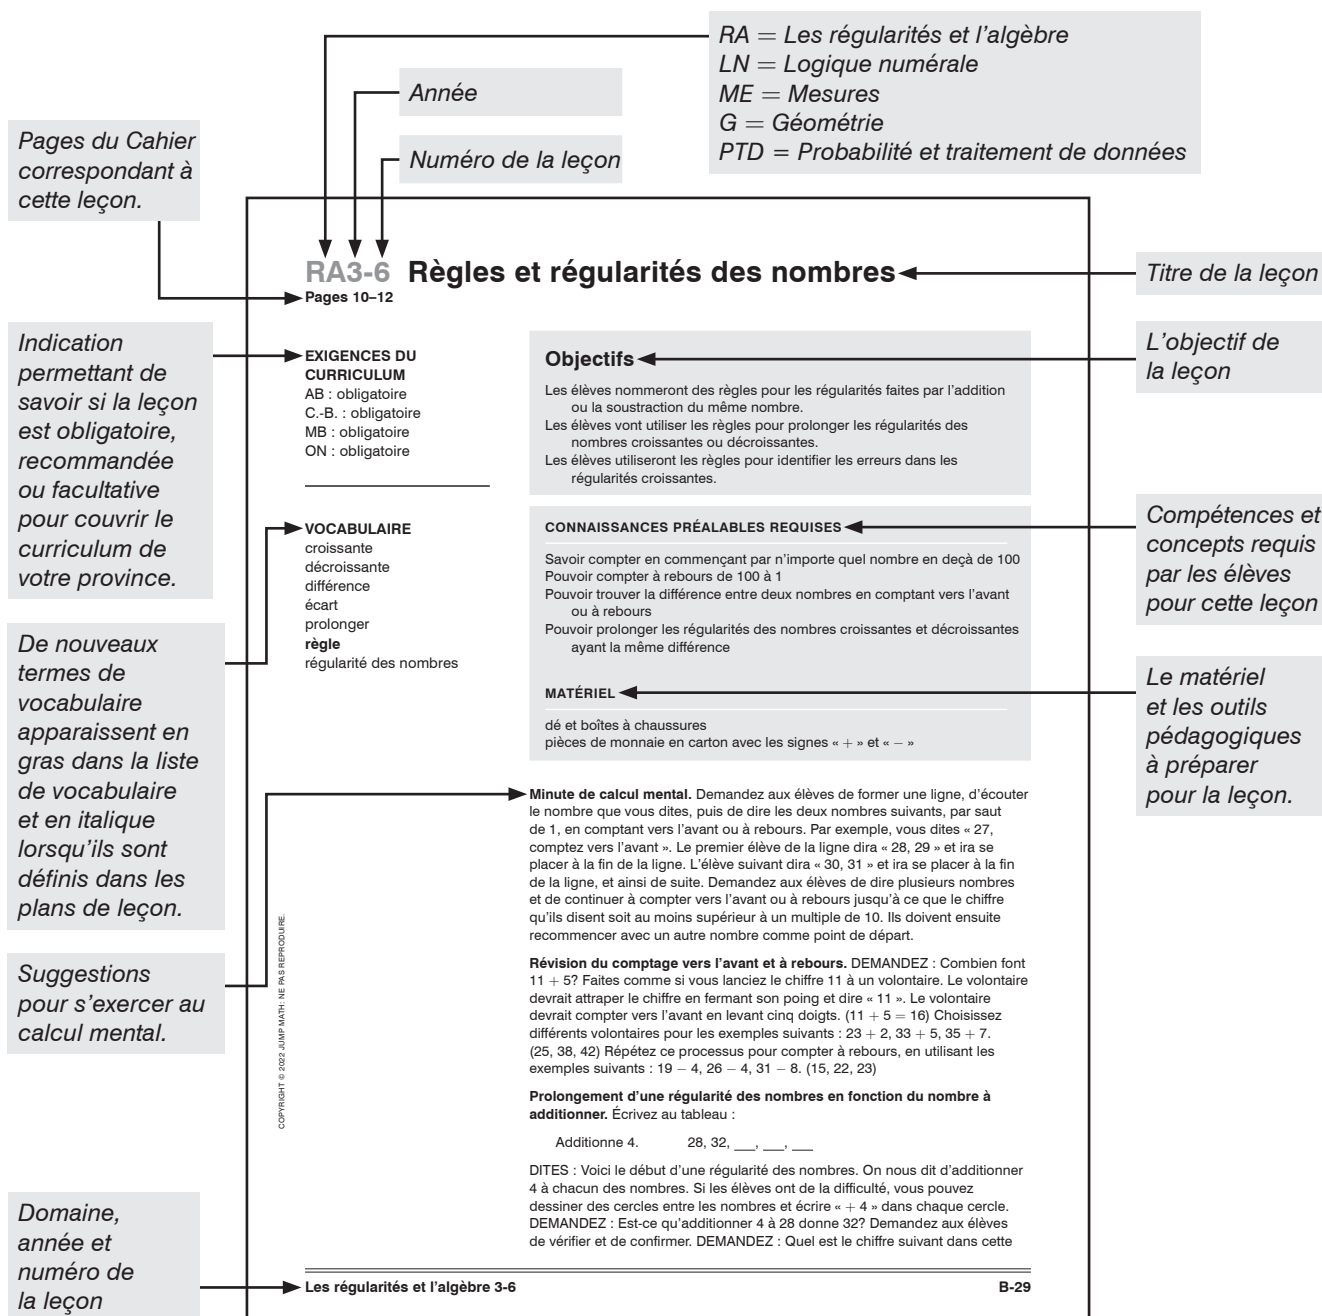 RA = Les régularités et l'algèbre
LN = Logique numérale
ME = Mesures
G = Géométrie
PTD = Probabilité et traitement de données
Année
Numéro de la leçon
Pages du Cahier
correspondant à
cette leçon.
RA3-6 Règles et régularités des nombres
Pages 10–12
Titre de la leçon
Indication
permettant de
savoir si la leçon
est obligatoire,
recommandée
ou facultative
pour couvrir le
curriculum de
votre province.
EXIGENCES DU
CURRICULUM
AB : obligatoire
C.-B. : obligatoire
MB : obligatoire
ON : obligatoire
Objectifs
Les élèves nommeront des règles pour les régularités faites par l'addition
ou la soustraction du même nombre.
Les élèves vont utiliser les règles pour prolonger les régularités des
nombres croissantes ou décroissantes.
Les élèves utiliseront les règles pour identifier les erreurs dans les
régularités croissantes.
L'objectif de
la leçon
VOCABULAIRE
croissante
décroissante
différence
écart
prolonger
règle
régularité des nombres
De nouveaux
termes de
vocabulaire
apparaissent en
gras dans la liste
de vocabulaire
et en italique
lorsqu'ils sont
définis dans les
plans de leçon.
CONNAISSANCES PRÉALABLES REQUISES
Savoir compter en commençant par n'importe quel nombre en deçà de 100
Pouvoir compter à rebours de 100 à 1
Pouvoir trouver la différence entre deux nombres en comptant vers l'avant
ou à rebours
Pouvoir prolonger les régularités des nombres croissantes et décroissantes
ayant la même différence
Compétences et
concepts requis
par les élèves
pour cette leçon
MATÉRIEL
dé et boîtes à chaussures
pièces de monnaie en carton avec les signes « + » et « − »
Le matériel
et les outils
pédagogiques
à préparer
pour la leçon.
Minute de calcul mental. Demandez aux élèves de former une ligne, d'écouter
le nombre que vous dites, puis de dire les deux nombres suivants, par saut
de 1, en comptant vers l'avant ou à rebours. Par exemple, vous dites « 27,
comptez vers l'avant ». Le premier élève de la ligne dira « 28, 29 » et ira se
placer à la fin de la ligne. L'élève suivant dira « 30, 31 » et ira se placer à la fin
de la ligne, et ainsi de suite. Demandez aux élèves de dire plusieurs nombres
et de continuer à compter vers l'avant ou à rebours jusqu'à ce que le chiffre
qu'ils disent soit au moins supérieur à un multiple de 10. Ils doivent ensuite
recommencer avec un autre nombre comme point de départ.
Suggestions
pour s'exercer au
calcul mental.
COPYRIGHT © 2022 JUMP MATH: NE PAS REPRODUIRE.
Révision du comptage vers l'avant et à rebours. DEMANDEZ : Combien font
11 + 5? Faites comme si vous lanciez le chiffre 11 à un volontaire. Le volontaire
devrait attraper le chiffre en fermant son poing et dire « 11 ». Le volontaire
devrait compter vers l'avant en levant cinq doigts. (11 + 5 = 16) Choisissez
différents volontaires pour les exemples suivants : 23 + 2, 33 + 5, 35 + 7.
(25, 38, 42) Répétez ce processus pour compter à rebours, en utilisant les
exemples suivants : 19 − 4, 26 − 4, 31 − 8. (15, 22, 23)
Prolongement d'une régularité des nombres en fonction du nombre à
additionner. Écrivez au tableau :
Additionne 4. 28, 32, ___, ___, ___
DITES : Voici le début d'une régularité des nombres. On nous dit d'additionner
4 à chacun des nombres. Si les élèves ont de la difficulté, vous pouvez
dessiner des cercles entre les nombres et écrire « + 4 » dans chaque cercle.
DEMANDEZ : Est-ce qu'additionner 4 à 28 donne 32? Demandez aux élèves
de vérifier et de confirmer. DEMANDEZ : Quel est le chiffre suivant dans cette
Domaine,
année et
numéro de
la leçon
Les régularités et l'algèbre 3-6
B-29